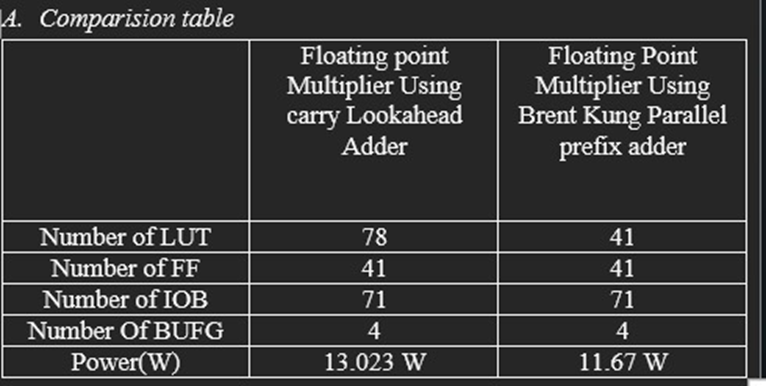 A. Comparision table
Floating point
Multiplier Using
carry Lookahead
Adder
Floating Point
Multiplier Using
Brent Kung Parallel
prefix adder
Number of LUT 78 41
Number of FF 41 41
Number of IOB 71 71
Number Of BUFG 4 4
Power(W) 13.023 W 11.67 W